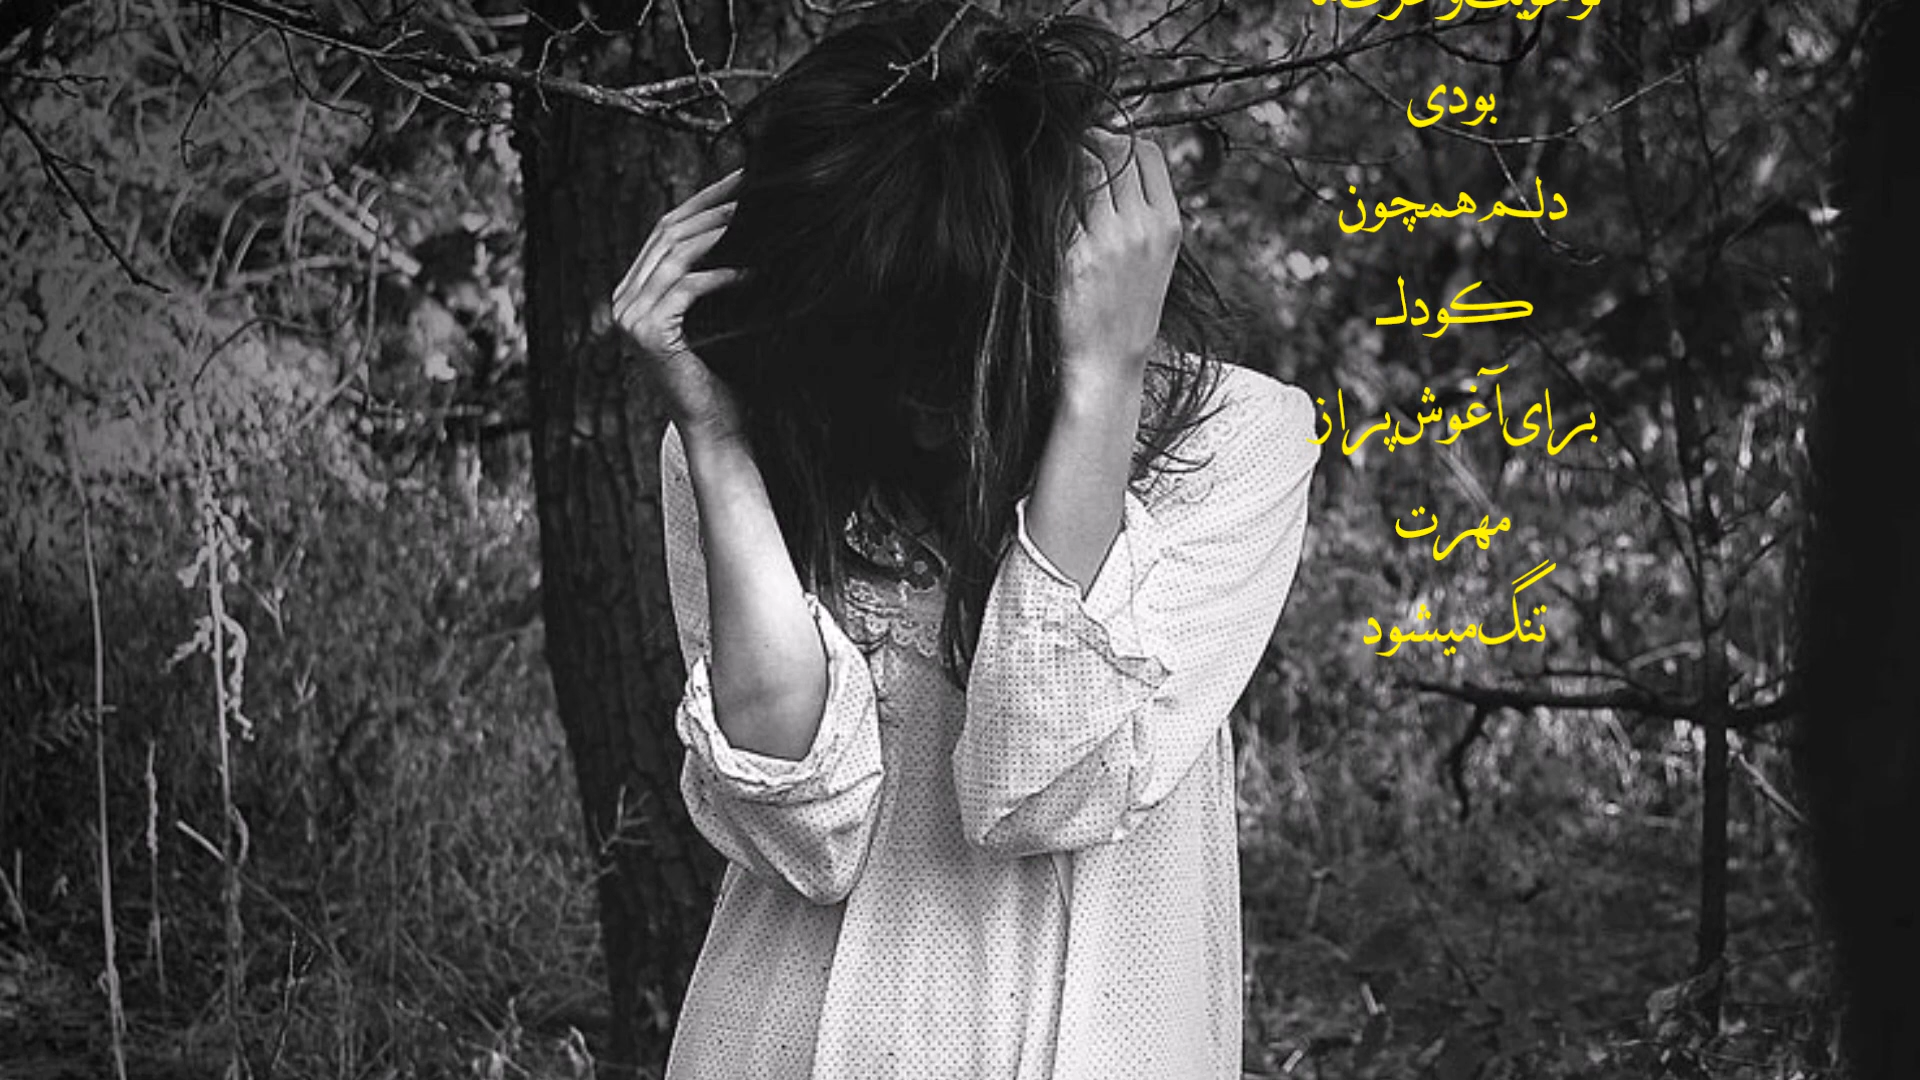 بودی
دلم همچون
کودک
برای آغوش پر از
مهرت
تنگ میشود